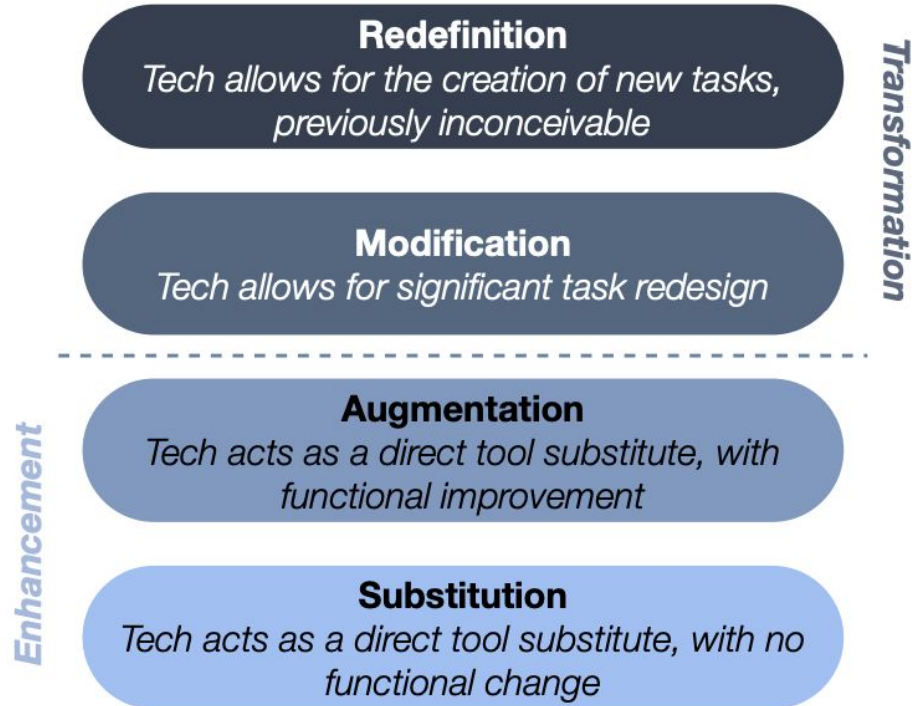 Redefinition
Tech allows for the creation of new tasks,
previously inconceivable
Transformation
Modification
Tech allows for significant task redesign
Augmentation
Tech acts as a direct tool substitute, with
functional improvement
Enhancement
Substitution
Tech acts as a direct tool substitute, with no
functional change